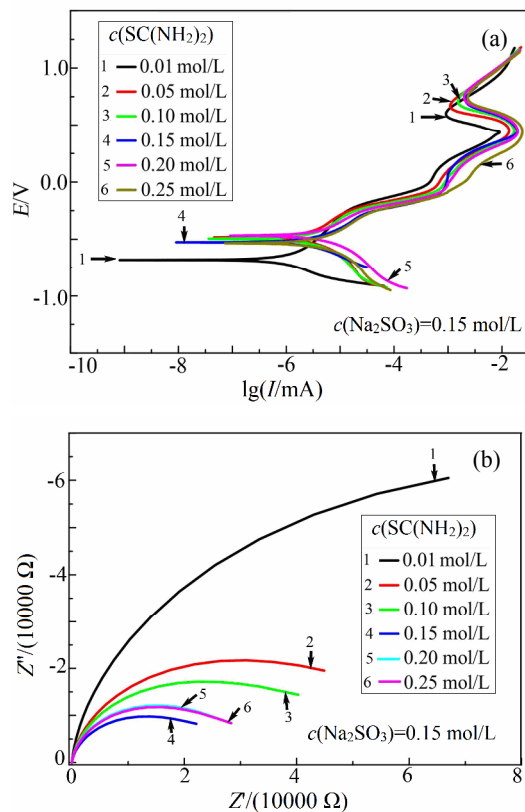 (a)
c(SC(NH2)2)
1 0.01 mol/L
2 0.05 mol/L
3 0.10 mol/L
4 0.15 mol/L
5 0.20 mol/L
6 0.25 mol/L
3
2
1
6
4
1
5
1.0
0.0
-1.0
E/V
c(Na2SO3)=0.15 mol/L
-10 -8 -6 -4 -2
lg(I/mA)
(b)
1
-6
-4
-2
0
Z''/(10000 Ω)
c(SC(NH2)2)
1 0.01 mol/L
2 0.05 mol/L
3 0.10 mol/L
4 0.15 mol/L
5 0.20 mol/L
6 0.25 mol/L
2
5
6
3
4
c(Na2SO3)=0.15 mol/L
0 2 4 6 8
Z'/(10000 Ω)